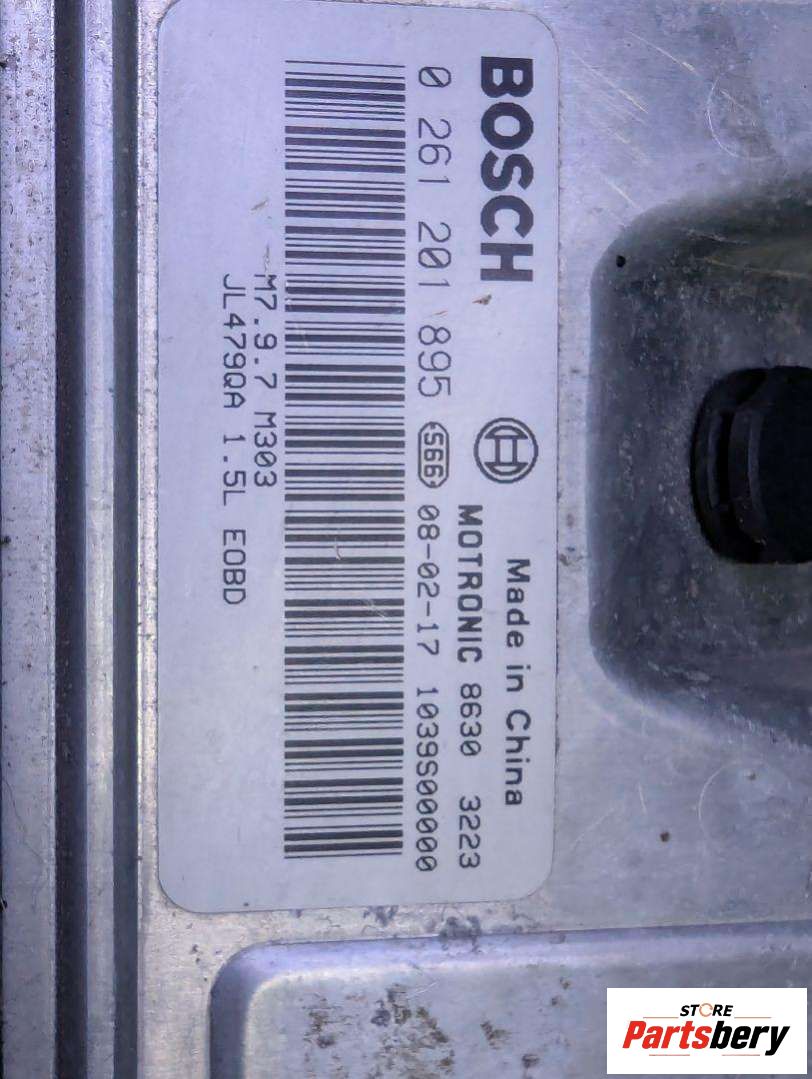 BOSCH
Made in China
MOTRONIC 8630 3223
0 261 201 895 S66 08-02-17 1039S00000
M7.9.7 M303
JL479QA 1.5L EOBD
STORE
Partsbery